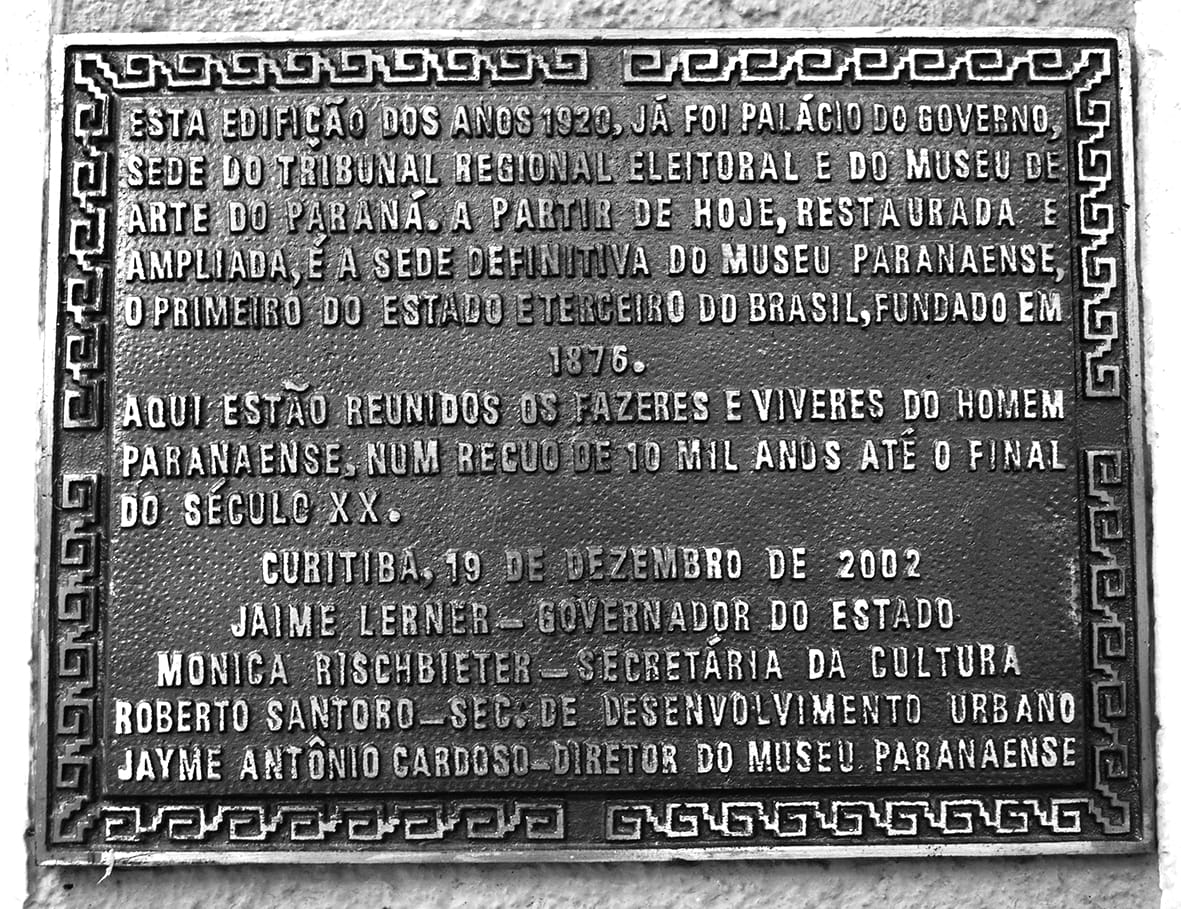 ESTA EDIFIÇÃO DOS ANOS 1920, JÁ FOI PALÁCIO DO GOVERNO,
SEDE DO TRIBUNAL REGIONAL ELEITORAL E DO MUSEU DE
ARTE DO PARANÁ. A PARTIR DE HOJE, RESTAURADA E
AMPLIADA, É A SEDE DEFINITIVA DO MUSEU PARANAENSE,
O PRIMEIRO DO ESTADO E TERCEIRO DO BRASIL, FUNDADO EM
1876.
AQUI ESTÃO REUNIDOS OS FAZERES E VIVERES DO HOMEM
PARANAENSE, NUM RECUO DE 10 MIL ANOS ATÉ O FINAL
DO SÉCULO XX.
CURITIBA, 19 DE DEZEMBRO DE 2002
JAIME LERNER – GOVERNADOR DO ESTADO
MONICA RISCHBIETER – SECRETÁRIA DA CULTURA
ROBERTO SANTORO – SEC. DE DESENVOLVIMENTO URBANO
JAYME ANTÔNIO CARDOSO – DIRETOR DO MUSEU PARANAENSE